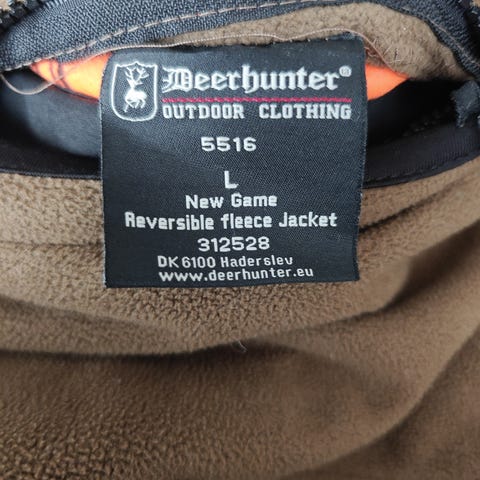 Deerhunter®
OUTDOOR CLOTHING
5516
L
New Game
Reversible fleece Jacket
312528
DK 6100 Haderslev
www.deerhunter.eu